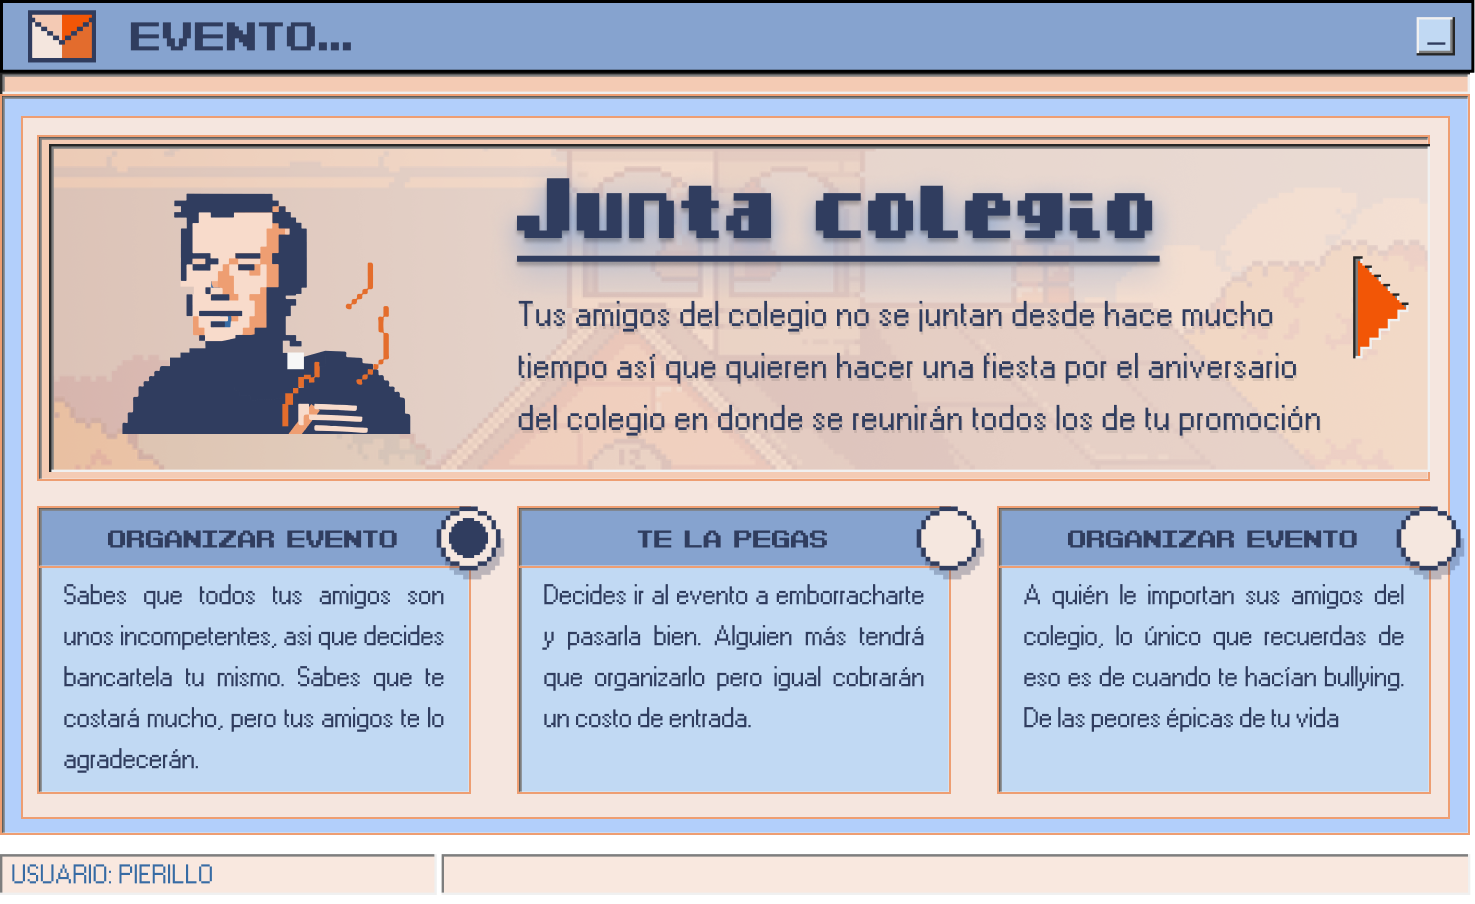 EVENTO...
Junta colegio
Tus amigos del colegio no se juntan desde hace mucho
tiempo así que quieren hacer una fiesta por el aniversario
del colegio en donde se reunirán todos los de tu promoción
ORGANIZAR EVENTO
Sabes que todos tus amigos son
unos incompetentes, asi que decides
bancartela tu mismo. Sabes que te
costará mucho, pero tus amigos te lo
agradecerán.
TE LA PEGAS
Decides ir al evento a emborracharte
y pasarla bien. Alguien más tendrá
que organizarlo pero igual cobrarán
un costo de entrada.
ORGANIZAR EVENTO
A quién le importan sus amigos del
colegio, lo único que recuerdas de
eso es de cuando te hacían bullying.
De las peores épicas de tu vida
USUARIO: PIERILLO